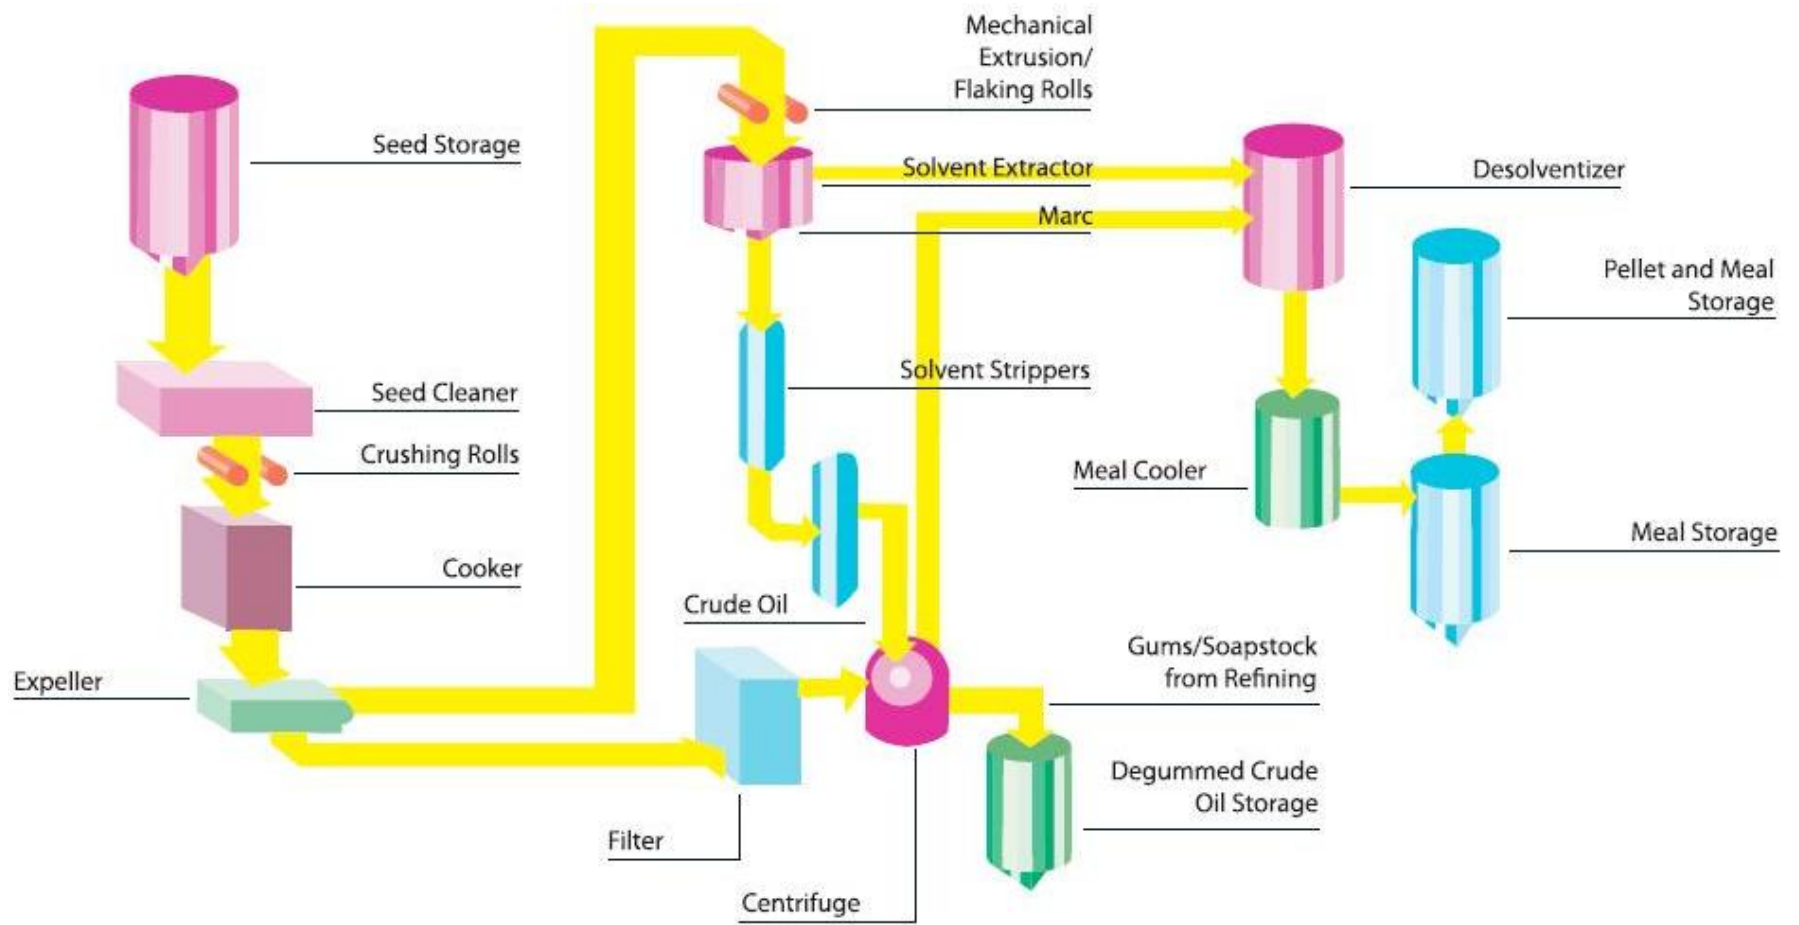 Mechanical
Extrusion/
Flaking Rolls
Seed Storage
Solvent Extractor
Desolventizer
Marc
Pellet and Meal
Storage
Solvent Strippers
Seed Cleaner
Crushing Rolls
Meal Cooler
Meal Storage
Cooker
Crude Oil
Gums/Soapstock
from Refining
Expeller
Degummed Crude
Oil Storage
Filter
Centrifuge